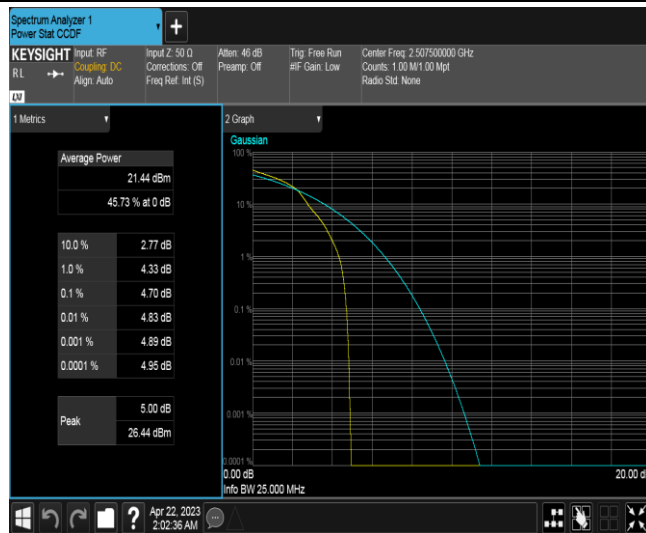 Spectrum Analyzer 1
Power Stat CCDF
KEYSIGHT
RL
Input: RF
Coupling: DC
Align: Auto
Input Z: 50 Ω
Corrections: Off
Freq Ref: Int (S)
Atten: 46 dB
Preamp: Off
Trig: Free Run
#IF Gain: Low
Center Freq: 2.507500000 GHz
Counts: 1.00 M/1.00 Mpt
Radio Std: None
1 Metrics
Average Power
21.44 dBm
45.73 % at 0 dB
10.0 % 2.77 dB
1.0 % 4.33 dB
0.1 % 4.70 dB
0.01 % 4.83 dB
0.001 % 4.89 dB
0.0001 % 4.95 dB
Peak
5.00 dB
26.44 dBm
2 Graph
Gaussian
100 %
10 %
1 %
0.1 %
0.01 %
0.001 %
0.0001 %
0.00 dB
20.00 d
Info BW 25.000 MHz
?
Apr 22, 2023
2:02:36 AM